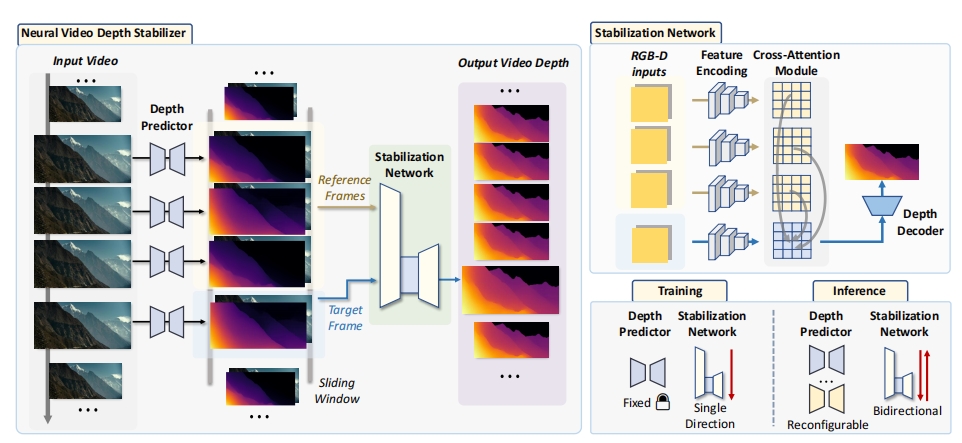 Neural Video Depth Stabilizer
Input Video
Depth
Predictor
Output Video Depth
Stabilization
Network
Reference
Frames
Target
Frame
Sliding
Window
Stabilization Network
RGB-D
inputs
Feature
Encoding
Cross-Attention
Module
Depth
Decoder
Training
Depth
Predictor
Stabilization
Network
Fixed
Single
Direction
Inference
Depth
Predictor
Stabilization
Network
Reconfigurable
Bidirectional